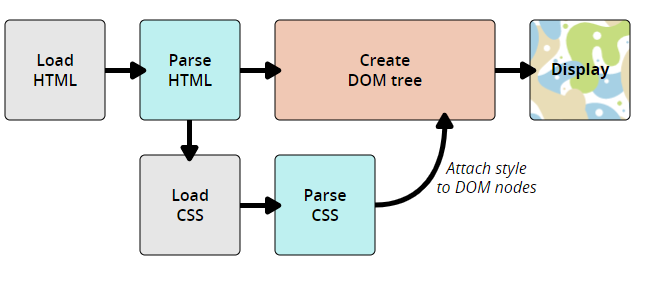 Load
HTML
Parse
HTML
Create
DOM tree
Display
Load
CSS
Parse
CSS
Attach style
to DOM nodes